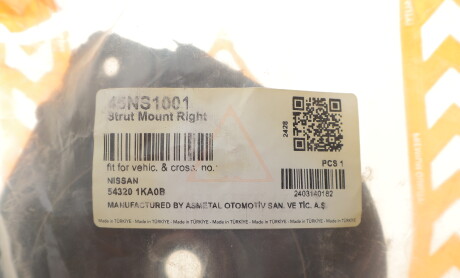 45NS1001
Strut Mount Right
2428
fit for vehic. & cross. no.:
PCS 1
NISSAN
54320 1KA0B
2403140182
MANUFACTURED BY ASMETAL OTOMOTİV SAN. VE TİC. A.Ş.
Made in TÜRKİYE - Made in TÜRKİYE - Made in TÜRKİYE - Made in TÜRKİYE - Made in TÜRKİYE - Made in TÜRKİYE - Made in TÜRKİYE